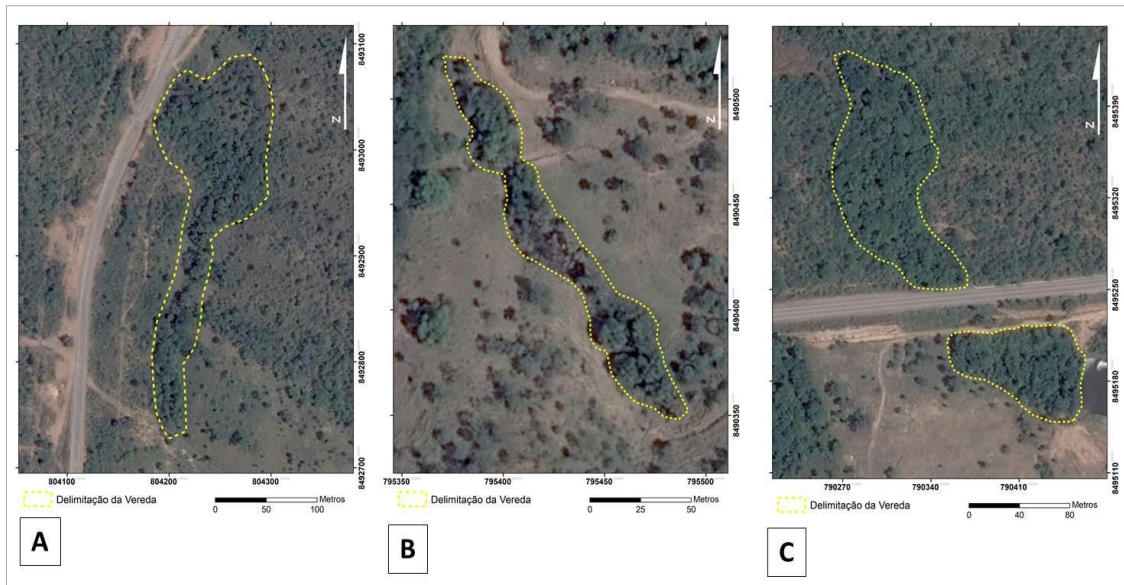 8493100
8493000
8492900
8492800
8492700
N
804100 804200 804300
Delimitação da Vereda
Metros
0 50 100
A
8490500
8490450
8490400
8490350
N
795350 795400 795450 795500
Delimitação da Vereda
Metros
0 25 50
B
8495390
8495320
8495250
8495180
8495110
N
790270 790340 790410
Delimitação da Vereda
Metros
0 40 80
C